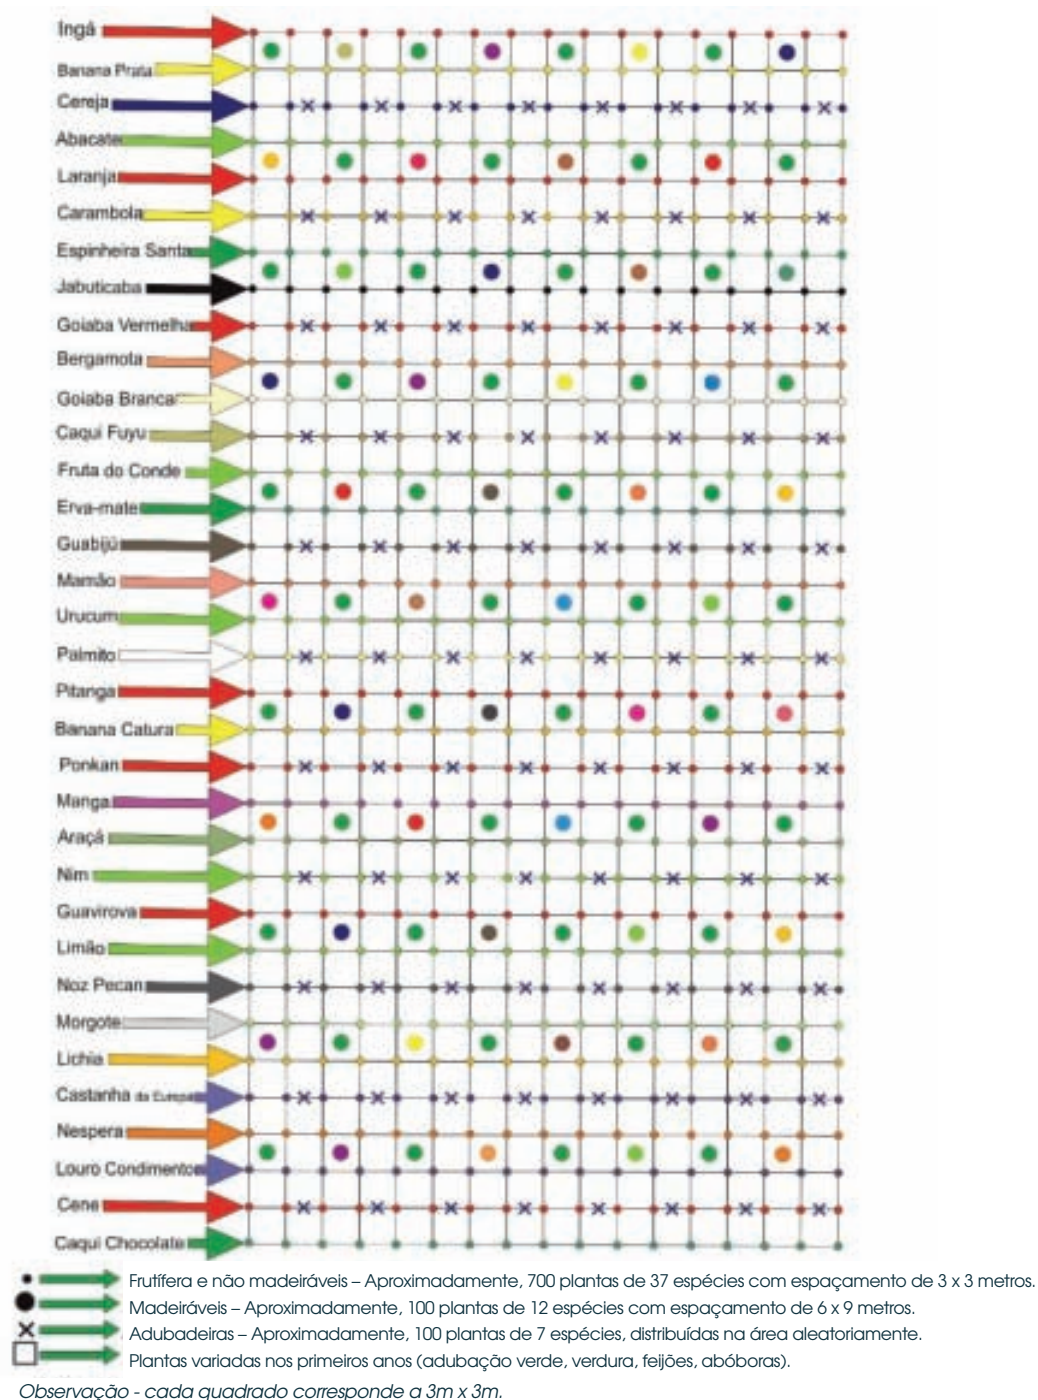 Ingá
Banana Prata
Cereja
Abacate
Laranja
Carambola
Espinheira Santa
Jabuticaba
Goiaba Vermelha
Bergamota
Goiaba Branca
Caqui Fuyu
Fruta do Conde
Erva-mate
Guabijú
Mamão
Urucum
Palmito
Pitanga
Banana Catura
Ponkan
Manga
Araçá
Nim
Guavirova
Limão
Noz Pecan
Morgote
Lichia
Castanha da Europa
Nespera
Louro Condimento
Cene
Caqui Chocolate
Frutífera e não madeiráveis – Aproximadamente, 700 plantas de 37 espécies com espaçamento de 3 x 3 metros.
Madeiráveis – Aproximadamente, 100 plantas de 12 espécies com espaçamento de 6 x 9 metros.
Adubadeiras – Aproximadamente, 100 plantas de 7 espécies, distribuídas na área aleatoriamente.
Plantas variadas nos primeiros anos (adubação verde, verdura, feijões, abóboras).
Observação - cada quadrado corresponde a 3m x 3m.